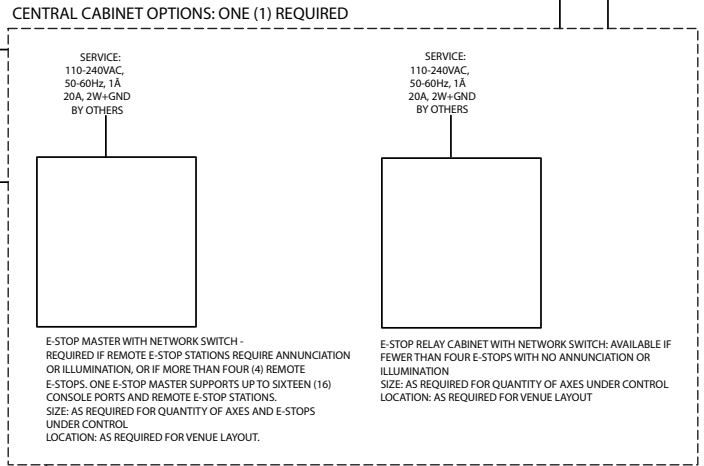 CENTRAL CABINET OPTIONS: ONE (1) REQUIRED
SERVICE:
110-240VAC,
50-60Hz, 1Ā
20A, 2W+GND
BY OTHERS
E-STOP MASTER WITH NETWORK SWITCH -
REQUIRED IF REMOTE E-STOP STATIONS REQUIRE ANNUNCIATION
OR ILLUMINATION, OR IF MORE THAN FOUR (4) REMOTE
E-STOPS. ONE E-STOP MASTER SUPPORTS UP TO SIXTEEN (16)
CONSOLE PORTS AND REMOTE E-STOP STATIONS.
SIZE: AS REQUIRED FOR QUANTITY OF AXES AND E-STOPS
UNDER CONTROL
LOCATION: AS REQUIRED FOR VENUE LAYOUT.
SERVICE:
110-240VAC,
50-60Hz, 1Ā
20A, 2W+GND
BY OTHERS
E-STOP RELAY CABINET WITH NETWORK SWITCH: AVAILABLE IF
FEWER THAN FOUR E-STOPS WITH NO ANNUNCIATION OR
ILLUMINATION
SIZE: AS REQUIRED FOR QUANTITY OF AXES UNDER CONTROL
LOCATION: AS REQUIRED FOR VENUE LAYOUT